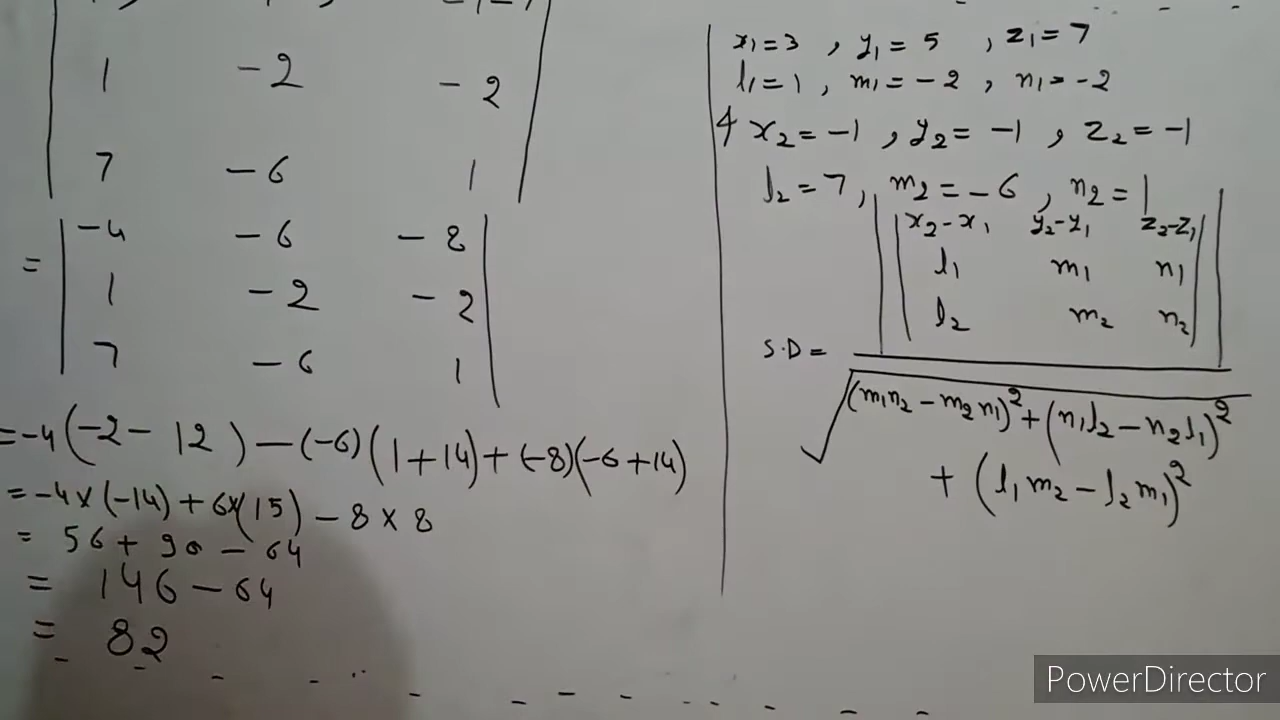 1 -2 -2
7 -6 1
= | -4 -6 -8 |
| 1 -2 -2 |
| 7 -6 1 |
= -4(-2-12) - (-6)(1+14) + (-8)(-6+14)
= -4×(-14) + 6×(15) - 8×8
= 56 + 90 - 64
= 146 - 64
= 82
x₁=3 , y₁=5 , z₁=7
l₁=1 , m₁=-2 , n₁=-2
4 x₂=-1 , y₂=-1 , z₂=-1
l₂=7 , m₂=-6 , n₂=1
x₂-x₁ y₂-y₁ z₂-z₁
l₁ m₁ n₁
l₂ m₂ n₂
S.D =
√(m₁n₂-m₂n₁)²+(n₁l₂-n₂l₁)²
+ (l₁m₂-l₂m₁)²
PowerDirector